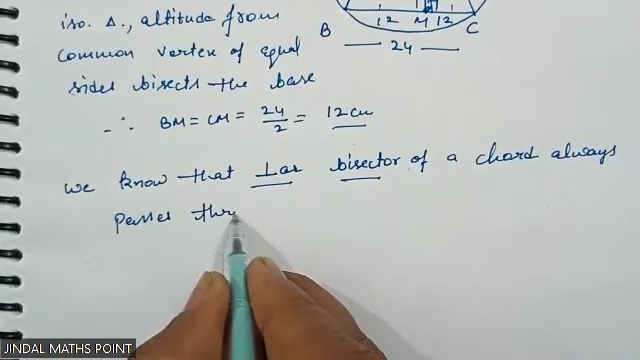 iso. Δ., altitude from
common vertex of equal
sides bisects the base
∴ BM = CM = 24/2 = 12cm
we know that ⊥ar bisector of a chord always
passes thr
B 12 M 12 C
24
JINDAL MATHS POINT